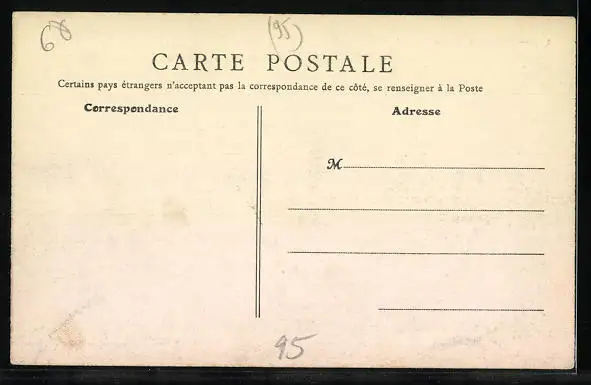 68 (95)
CARTE POSTALE
Certains pays étrangers n'acceptant pas la correspondance de ce côté, se renseigner à la Poste
Correspondance
Adresse
M
95